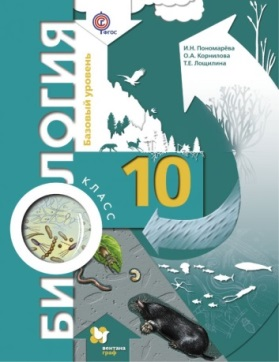 ФГОС
И.Н. Пономарёва
О.А. Корнилова
Т.Е. Лощилина
БИОЛОГИЯ
Базовый уровень
10
КЛАСС
вентана
граф